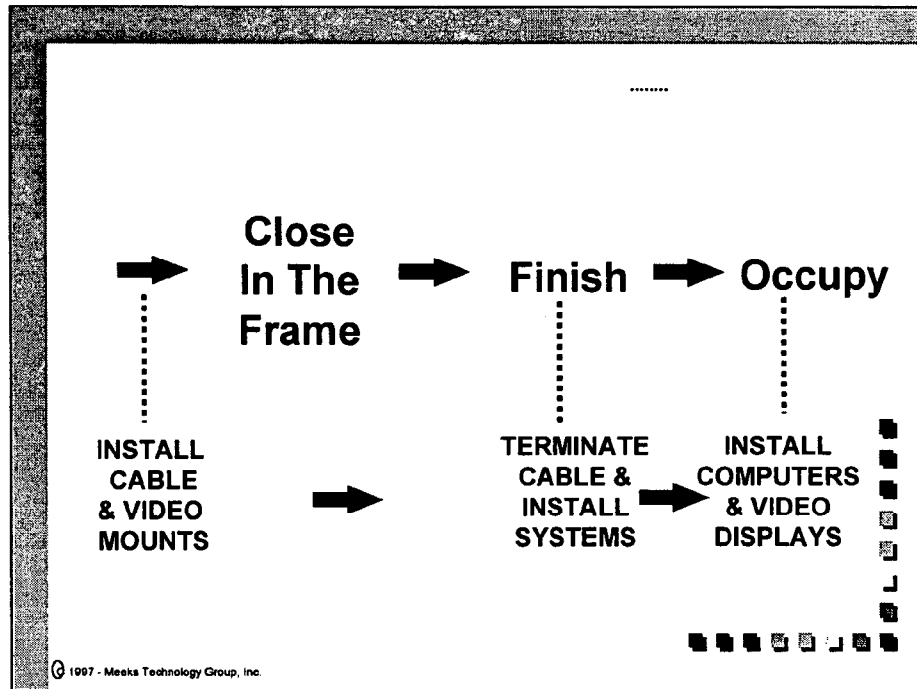 Close
In The
Frame
Finish
Occupy
INSTALL
CABLE
& VIDEO
MOUNTS
TERMINATE
CABLE &
INSTALL
SYSTEMS
INSTALL
COMPUTERS
& VIDEO
DISPLAYS
© 1997 - Meeks Technology Group, Inc.